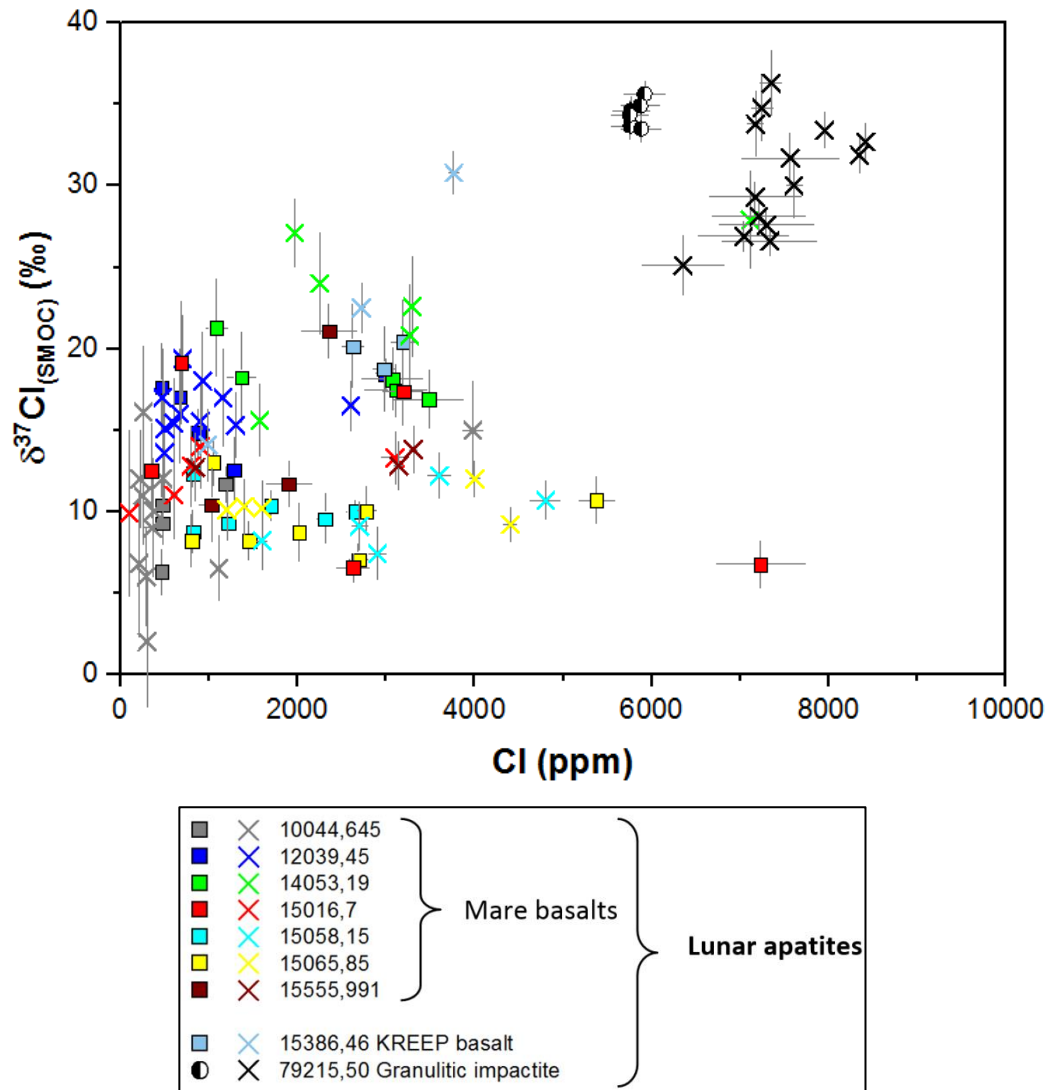 40
30
20
10
0
δ³⁷Cl(SMOC) (‰)
0 2000 4000 6000 8000 10000
Cl (ppm)
10044,645
12039,45
14053,19
15016,7
15058,15
15065,85
15555,991
Mare basalts
Lunar apatites
15386,46 KREEP basalt
79215,50 Granulitic impactite